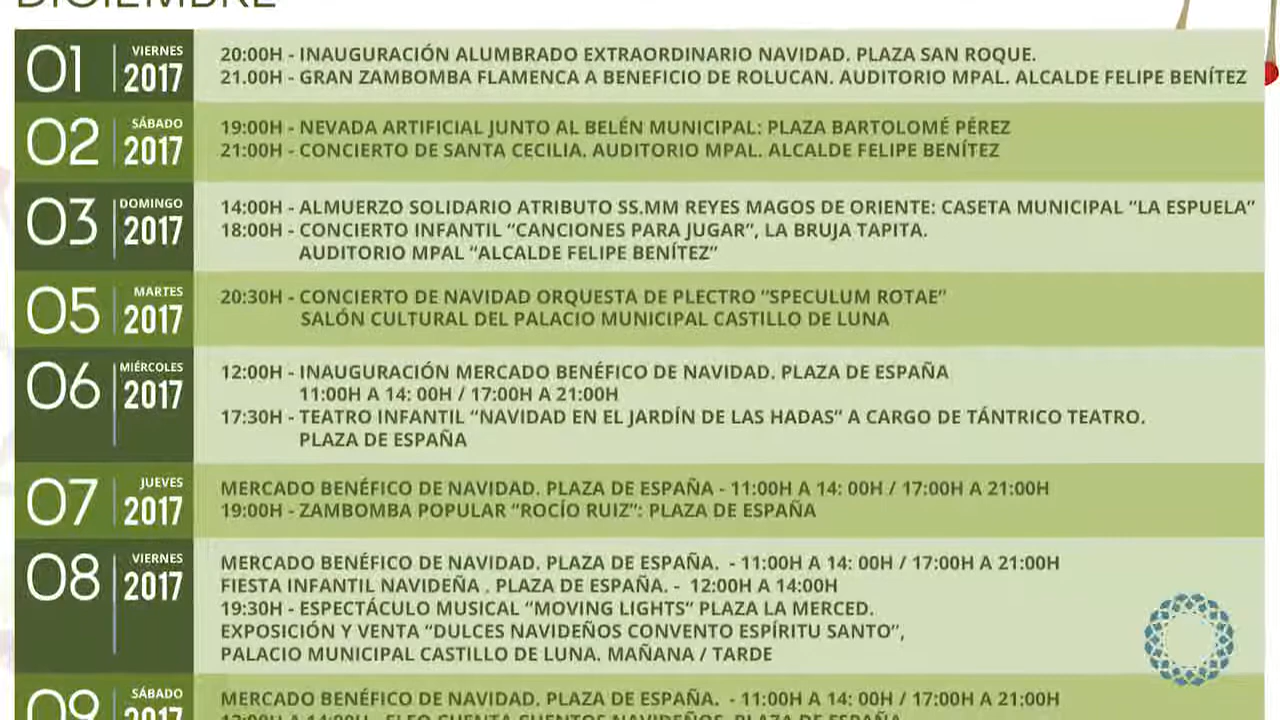 DICIEMBRE
01 VIERNES 2017
20:00H - INAUGURACIÓN ALUMBRADO EXTRAORDINARIO NAVIDAD. PLAZA SAN ROQUE.
21.00H - GRAN ZAMBOMBA FLAMENCA A BENEFICIO DE ROLUCAN. AUDITORIO MPAL. ALCALDE FELIPE BENÍTEZ
02 SÁBADO 2017
19:00H - NEVADA ARTIFICIAL JUNTO AL BELÉN MUNICIPAL: PLAZA BARTOLOMÉ PÉREZ
21:00H - CONCIERTO DE SANTA CECILIA. AUDITORIO MPAL. ALCALDE FELIPE BENÍTEZ
03 DOMINGO 2017
14:00H - ALMUERZO SOLIDARIO ATRIBUTO SS.MM REYES MAGOS DE ORIENTE: CASETA MUNICIPAL "LA ESPUELA"
18:00H - CONCIERTO INFANTIL "CANCIONES PARA JUGAR", LA BRUJA TAPITA.
AUDITORIO MPAL "ALCALDE FELIPE BENÍTEZ"
05 MARTES 2017
20:30H - CONCIERTO DE NAVIDAD ORQUESTA DE PLECTRO "SPECULUM ROTAE"
SALÓN CULTURAL DEL PALACIO MUNICIPAL CASTILLO DE LUNA
06 MIÉRCOLES 2017
12:00H - INAUGURACIÓN MERCADO BENÉFICO DE NAVIDAD. PLAZA DE ESPAÑA
11:00H A 14: 00H / 17:00H A 21:00H
17:30H - TEATRO INFANTIL "NAVIDAD EN EL JARDÍN DE LAS HADAS" A CARGO DE TÁNTRICO TEATRO.
PLAZA DE ESPAÑA
07 JUEVES 2017
MERCADO BENÉFICO DE NAVIDAD. PLAZA DE ESPAÑA - 11:00H A 14: 00H / 17:00H A 21:00H
19:00H - ZAMBOMBA POPULAR "ROCÍO RUIZ": PLAZA DE ESPAÑA
08 VIERNES 2017
MERCADO BENÉFICO DE NAVIDAD. PLAZA DE ESPAÑA. - 11:00H A 14: 00H / 17:00H A 21:00H
FIESTA INFANTIL NAVIDEÑA . PLAZA DE ESPAÑA. - 12:00H A 14:00H
19:30H - ESPECTÁCULO MUSICAL "MOVING LIGHTS" PLAZA LA MERCED.
EXPOSICIÓN Y VENTA "DULCES NAVIDEÑOS CONVENTO ESPÍRITU SANTO",
PALACIO MUNICIPAL CASTILLO DE LUNA. MAÑANA / TARDE
09 SÁBADO 2017
MERCADO BENÉFICO DE NAVIDAD. PLAZA DE ESPAÑA. - 11:00H A 14: 00H / 17:00H A 21:00H
CUENTA CUENTOS NAVIDEÑOS. PLAZA DE ESPAÑA